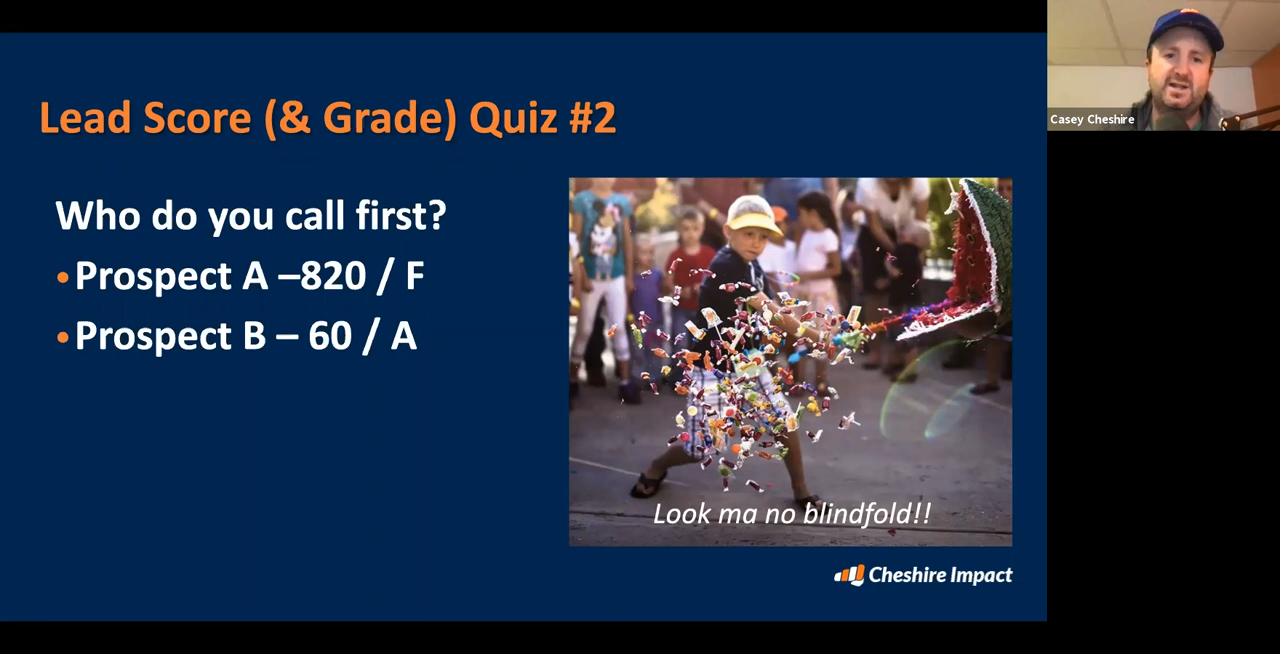 Lead Score (& Grade) Quiz #2
Who do you call first?
•Prospect A –820 / F
•Prospect B – 60 / A
Look ma no blindfold!!
Cheshire Impact
Casey Cheshire